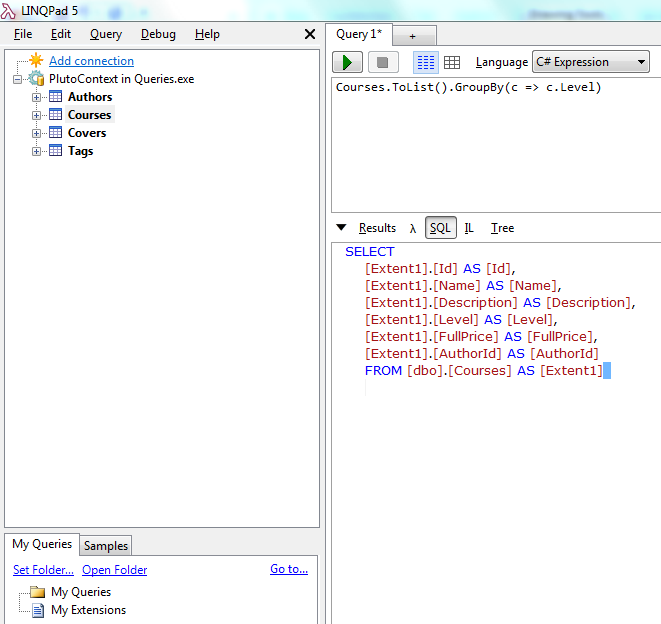 LINQPad 5
File Edit Query Debug Help
Add connection
PlutoContext in Queries.exe
Authors
Courses
Covers
Tags
My Queries Samples
Set Folder... Open Folder Go to...
My Queries
My Extensions
Query 1* +
Language C# Expression
Courses.ToList().GroupBy(c => c.Level)
Results λ SQL IL Tree
SELECT
[Extent1].[Id] AS [Id],
[Extent1].[Name] AS [Name],
[Extent1].[Description] AS [Description],
[Extent1].[Level] AS [Level],
[Extent1].[FullPrice] AS [FullPrice],
[Extent1].[AuthorId] AS [AuthorId]
FROM [dbo].[Courses] AS [Extent1]